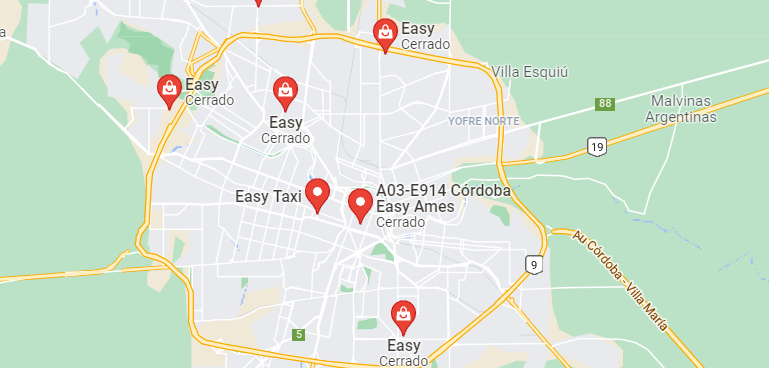 a
Easy
Cerrado
Villa Esquiú
Easy
Cerrado
88
Malvinas
Argentinas
Easy
Cerrado
YOFRE NORTE
19
Easy Taxi
A03-E914 Córdoba
Easy Ames
Cerrado
Au Córdoba - Villa María
9
5
Easy
Cerrado